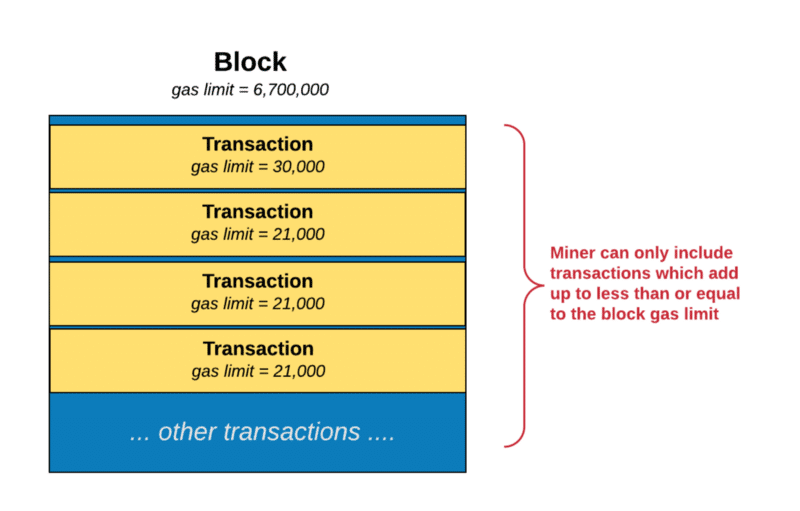 Block
gas limit = 6,700,000
Transaction
gas limit = 30,000
Transaction
gas limit = 21,000
Transaction
gas limit = 21,000
Transaction
gas limit = 21,000
... other transactions ....
Miner can only include
transactions which add
up to less than or equal
to the block gas limit